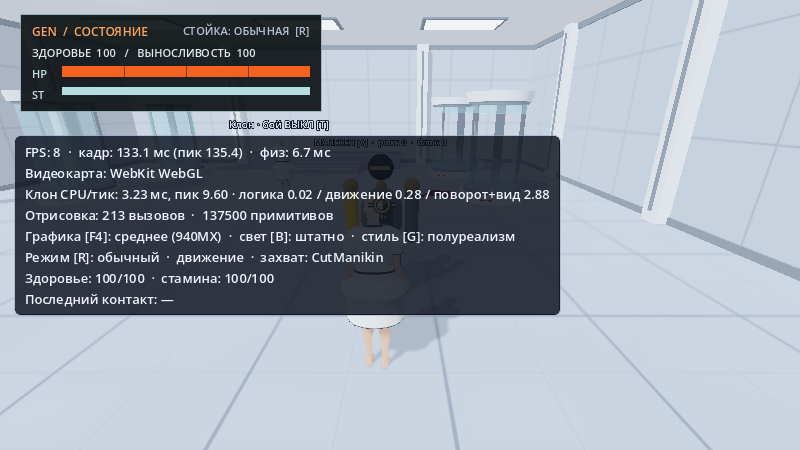 GEN / СОСТОЯНИЕ СТОЙКА: ОБЫЧНАЯ [R]
ЗДОРОВЬЕ 100 / ВЫНОСЛИВОСТЬ 100
HP
ST
Клон · бой ВЫКЛ [T]
FPS: 8 · кадр: 133.1 мс (пик 135.4) · физ: 6.7 мс
Видеокарта: WebKit WebGL
Клон CPU/тик: 3.23 мс, пик 9.60 · логика 0.02 / движение 0.28 / поворот+вид 2.88
Отрисовка: 213 вызовов · 137500 примитивов
Графика [F4]: среднее (940MX) · свет [B]: штатно · стиль [G]: полуреализм
Режим [R]: обычный · движение · захват: CutManikin
Здоровье: 100/100 · стамина: 100/100
Последний контакт: —